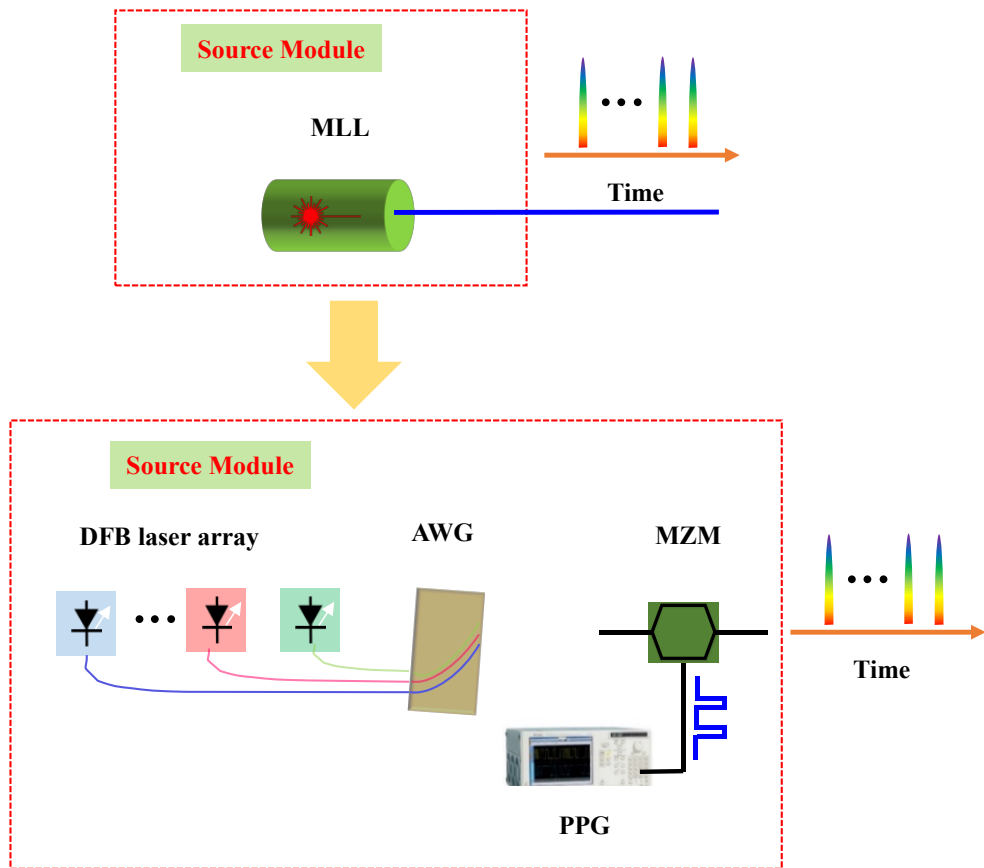 Source Module
MLL
Time
Source Module
DFB laser array
AWG
MZM
Time
PPG